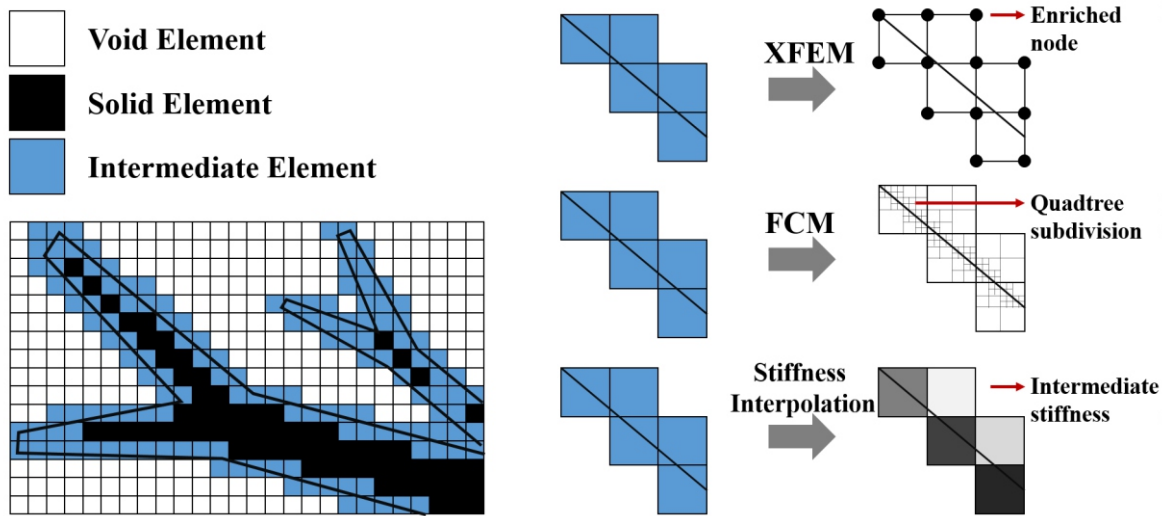 Void Element
Solid Element
Intermediate Element
XFEM
Enriched
node
FCM
Quadtree
subdivision
Stiffness
Interpolation
Intermediate
stiffness